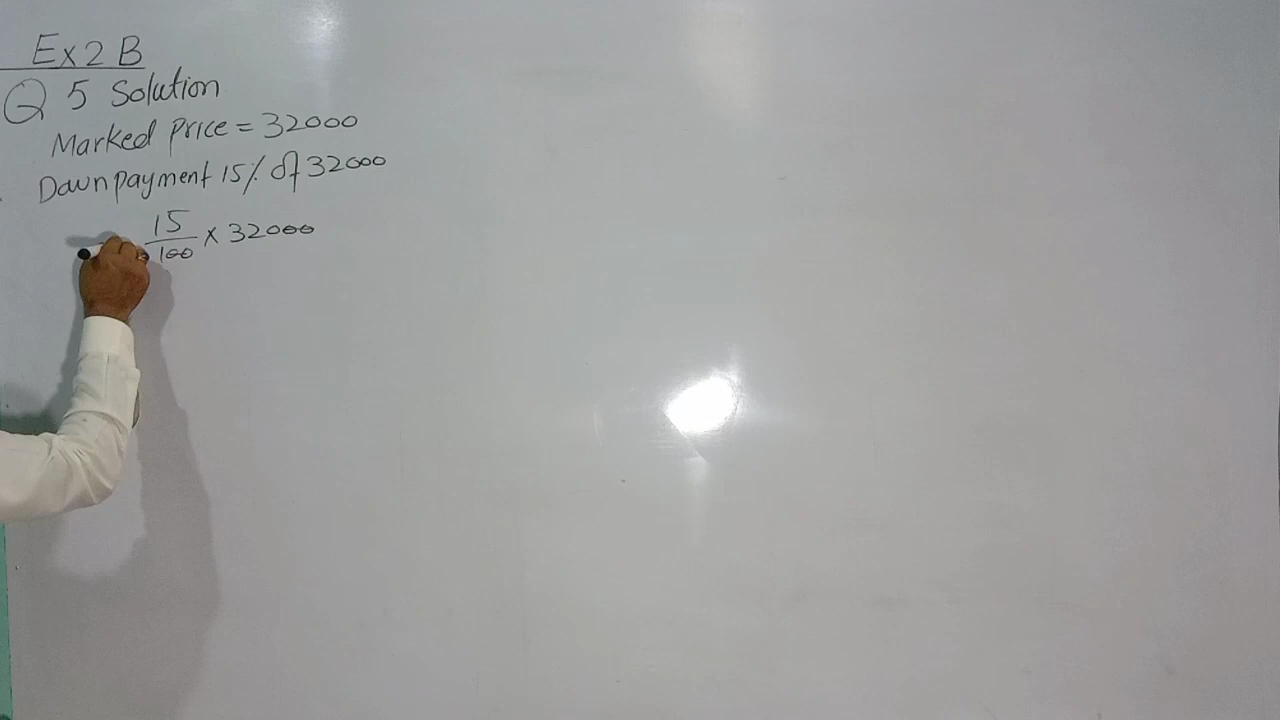 Ex 2 B
Q 5 Solution
Marked Price = 32000
Down payment 15% of 32000
15/100 × 32000